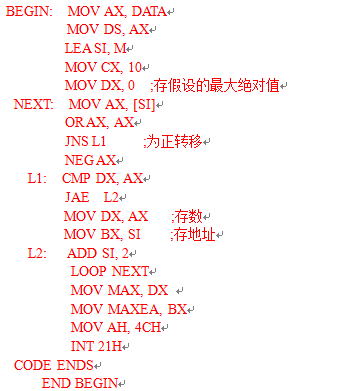 BEGIN: MOV AX, DATA↵
MOV DS, AX↵
LEA SI, M↵
MOV CX, 10↵
MOV DX, 0 ;存假设的最大绝对值↵
NEXT: MOV AX, [SI]↵
OR AX, AX↵
JNS L1 ;为正转移↵
NEG AX↵
L1: CMP DX, AX↵
JAE L2↵
MOV DX, AX ;存数↵
MOV BX, SI ;存地址↵
L2: ADD SI, 2↵
LOOP NEXT↵
MOV MAX, DX ↵
MOV MAXEA, BX↵
MOV AH, 4CH↵
INT 21H↵
CODE ENDS↵
END BEGIN↵